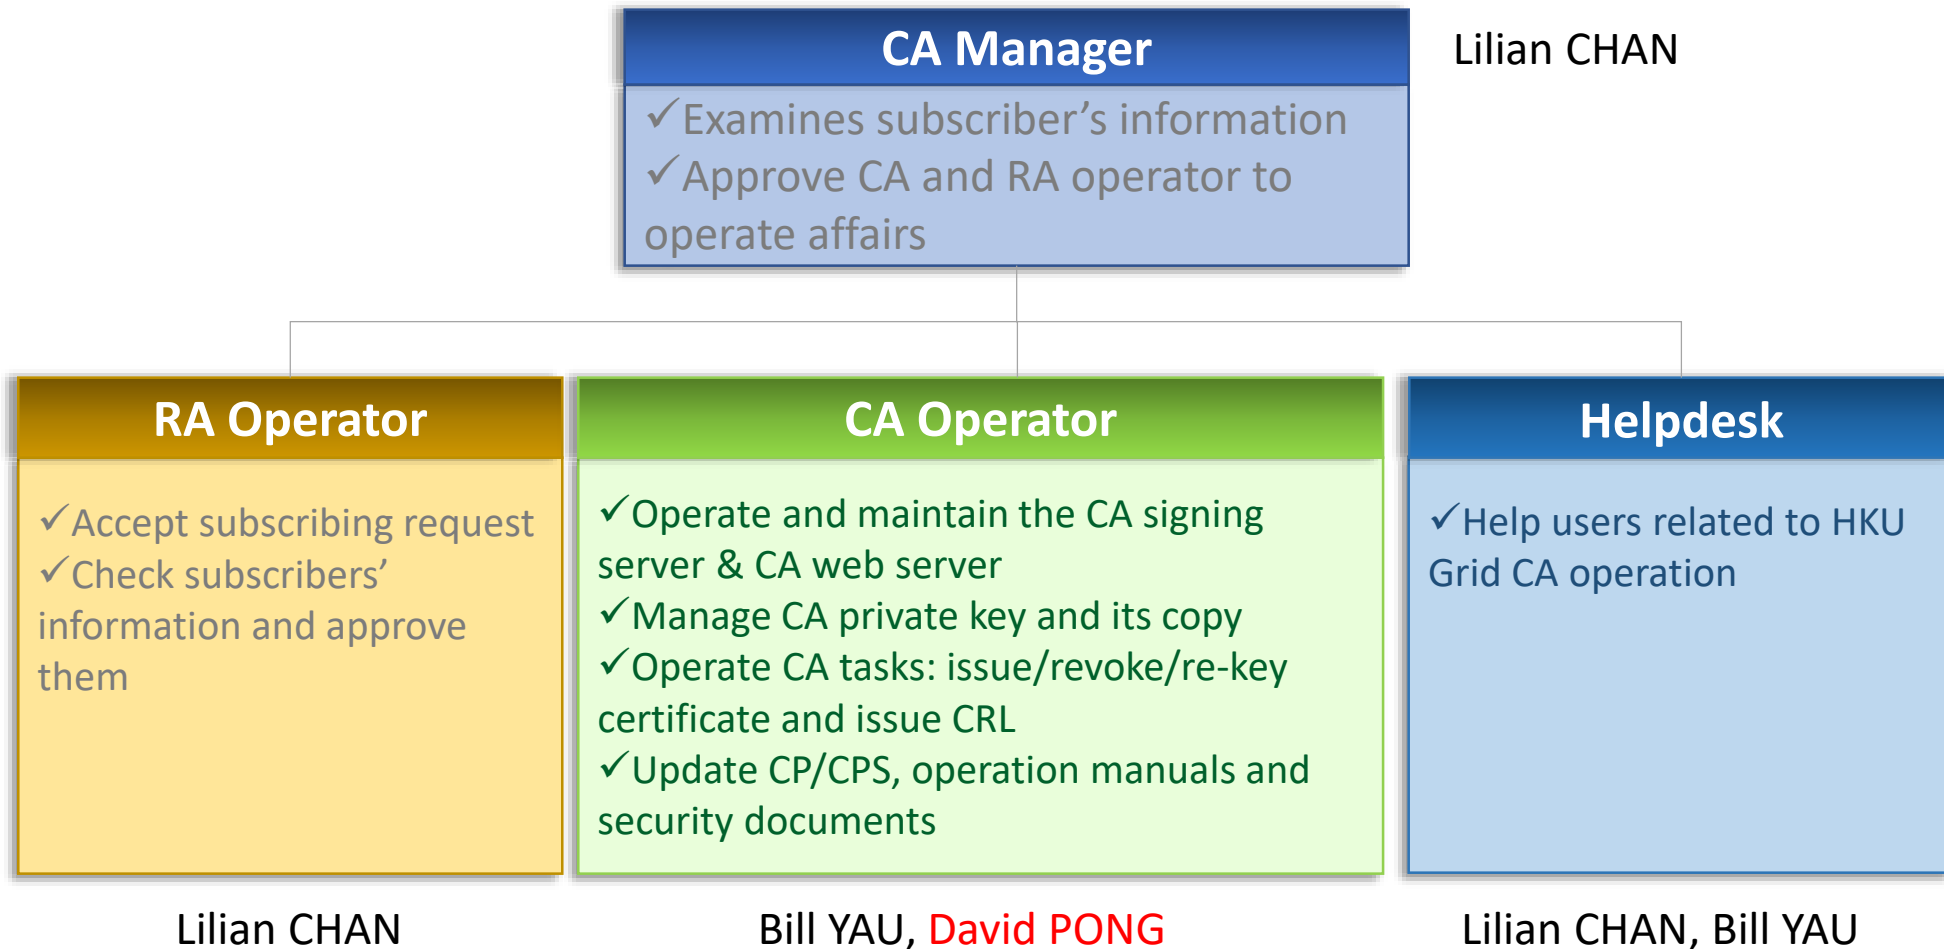 CA Manager
Lilian CHAN
✓Examines subscriber’s information
✓Approve CA and RA operator to
operate affairs
RA Operator
✓Accept subscribing request
✓Check subscribers’
information and approve
them
Lilian CHAN
CA Operator
✓Operate and maintain the CA signing
server & CA web server
✓Manage CA private key and its copy
✓Operate CA tasks: issue/revoke/re-key
certificate and issue CRL
✓Update CP/CPS, operation manuals and
security documents
Bill YAU, David PONG
Helpdesk
✓Help users related to HKU
Grid CA operation
Lilian CHAN, Bill YAU